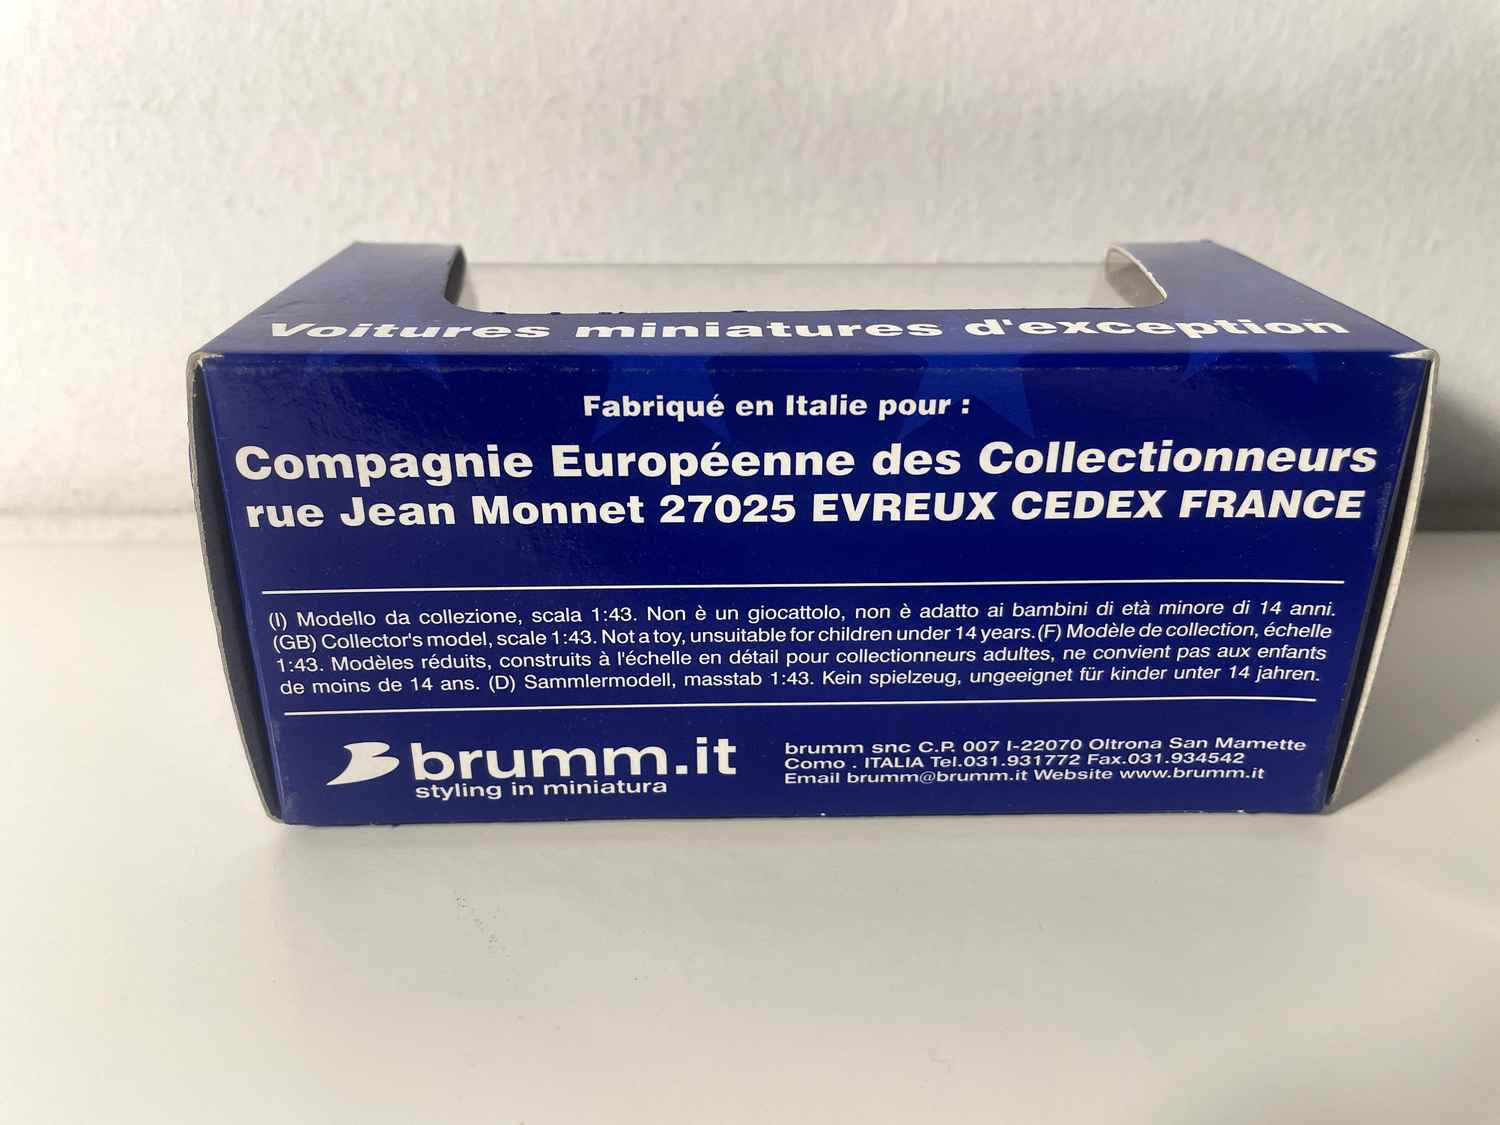 Voitures miniatures d'exception
Fabriqué en Italie pour :
Compagnie Européenne des Collectionneurs
rue Jean Monnet 27025 EVREUX CEDEX FRANCE
(I) Modello da collezione, scala 1:43. Non è un giocattolo, non è adatto ai bambini di età minore di 14 anni.
(GB) Collector's model, scale 1:43. Not a toy, unsuitable for children under 14 years. (F) Modèle de collection, échelle
1:43. Modèles réduits, construits à l'échelle en détail pour collectionneurs adultes, ne convient pas aux enfants
de moins de 14 ans. (D) Sammlermodell, masstab 1:43. Kein spielzeug, ungeeignet für kinder unter 14 jahren.
brumm.it
styling in miniatura
brumm snc C.P. 007 I-22070 Oltrona San Mamette
Como . ITALIA Tel.031.931772 Fax.031.934542
Email brumm@brumm.it Website www.brumm.it